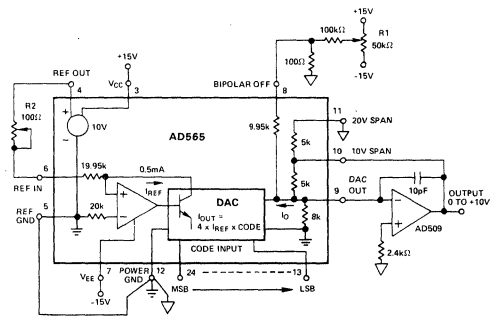 +15V
100kΩ
R1
50kΩ
100Ω
-15V
+15V
REF OUT
4
VCC
3
BIPOLAR OFF
8
R2
100Ω
+
-
10V
AD565
9.95k
11
20V SPAN
5k
10
10V SPAN
6
REF IN
19.95k
0.5mA
IREF
5k
9
DAC OUT
10pF
OUTPUT
0 TO +10V
AD509
REF GND
5
20k
DAC
IOUT =
4 x IREF x CODE
IO
8k
CODE INPUT
2.4kΩ
7
VEE
-15V
POWER GND
12
24
MSB
13
LSB